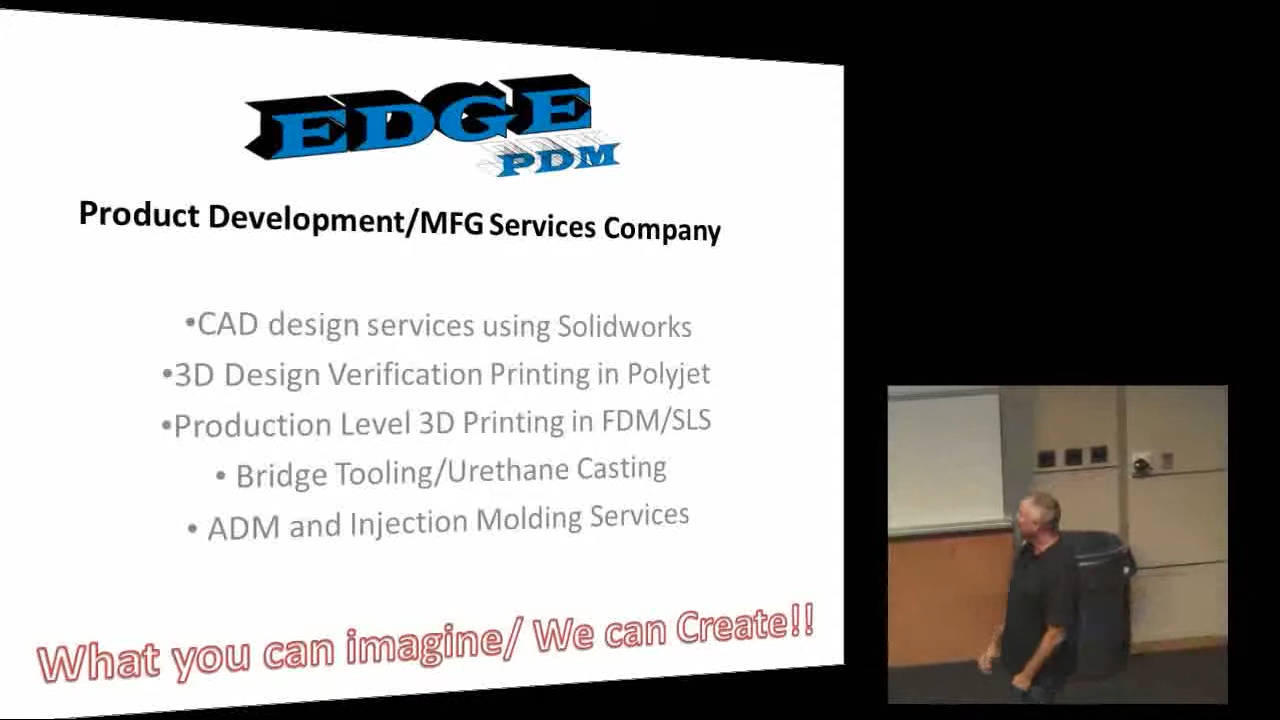 EDGE
PDM
Product Development/MFG Services Company
•CAD design services using Solidworks
•3D Design Verification Printing in Polyjet
•Production Level 3D Printing in FDM/SLS
• Bridge Tooling/Urethane Casting
• ADM and Injection Molding Services
What you can imagine/ We can Create!!